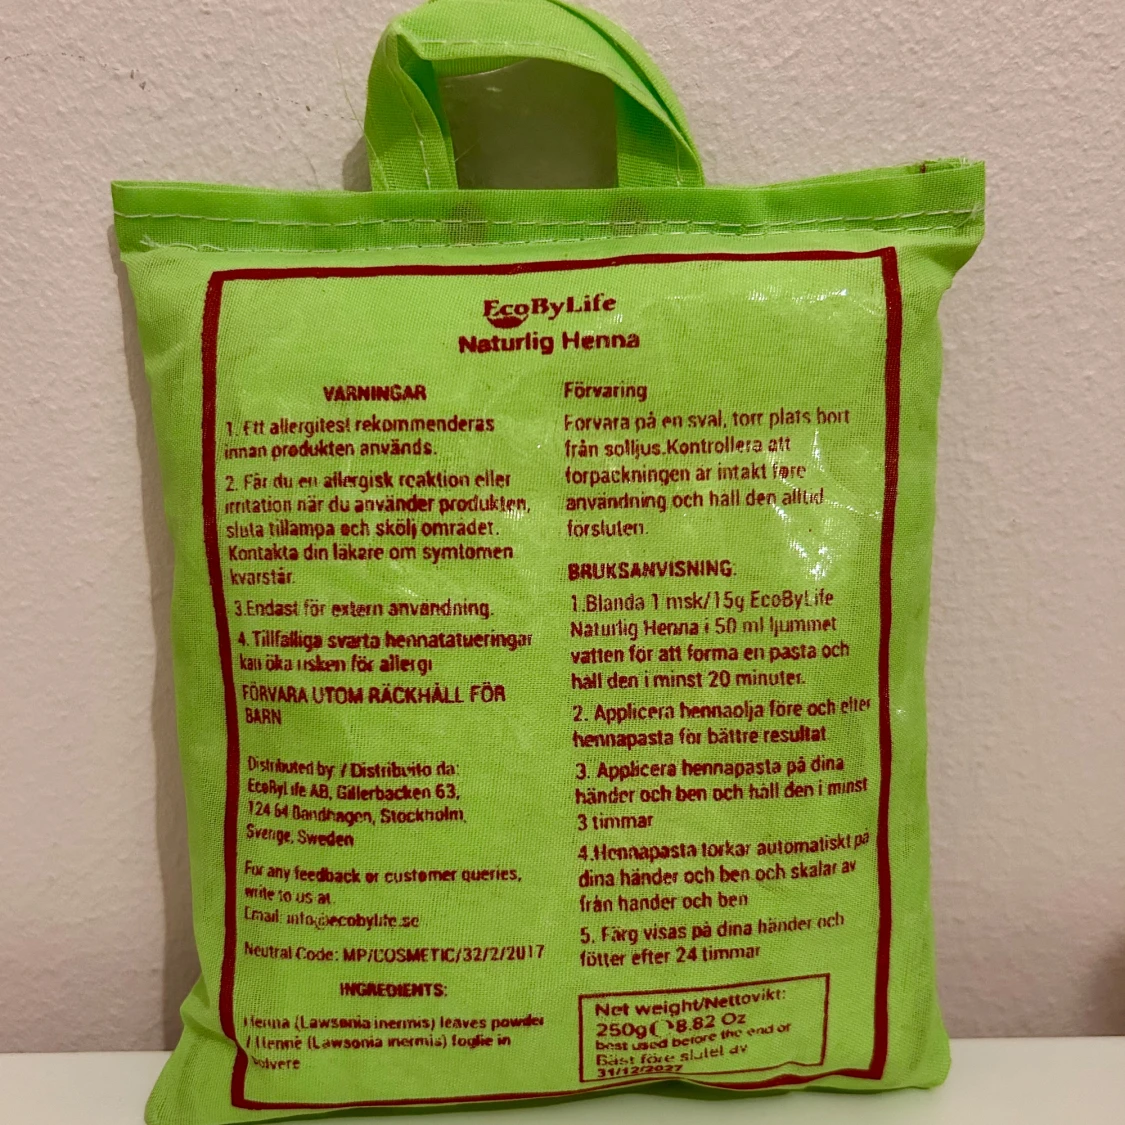 EcoByLife
Naturlig Henna
VARNINGAR
1. Ett allergitest rekommenderas
innan produkten används.
2. Får du en allergisk reaktion eller
irritation när du använder produkten,
sluta tillampa och skölj området.
Kontakta din läkare om symtomen
kvarstår.
3.Endast för extern användning.
4. Tillfälliga svarta hennatatueringar
kan öka risken för allergi
FÖRVARA UTOM RÄCKHÅLL FÖR
BARN
Distributed by / Distribuito da:
EcoByLife AB, Gillerbacken 63,
124 64 Bandhagen, Stockholm,
Sverige, Sweden
For any feedback or customer queries,
write to us at.
Email: info@ecobylife.se
Neutral Code: MP/COSMETIC/32/2/2017
INGREDIENTS:
Henna (Lawsonia inermis) leaves powder
/ Henné (Lawsonia inermis) foglie in
polvere
Förvaring
Forvara på en sval, torr plats bort
från solljus.Kontrollera att
forpackningen ar intakt före
användning och hall den alltid
försluten.
BRUKSANVISNING:
1.Blanda 1 msk/15g EcoByLife
Naturlig Henna i 50 ml ljummet
vatten för att forma en pasta och
håll den i minst 20 minuter.
2. Applicera hennaolja före och efter
hennapasta för bättre resultat
3. Applicera hennapasta på dina
händer och ben och håll den i minst
3 timmar
4.Hennapasta torkar automatiskt på
dina händer och ben och skalar av
från hander och ben
5. Färg visas på dina händer och
fötter efter 24 timmar
Net weight/Nettovikt:
250g 8.82 Oz
best used before the end of
Bäst före slutet av
31/12/2027